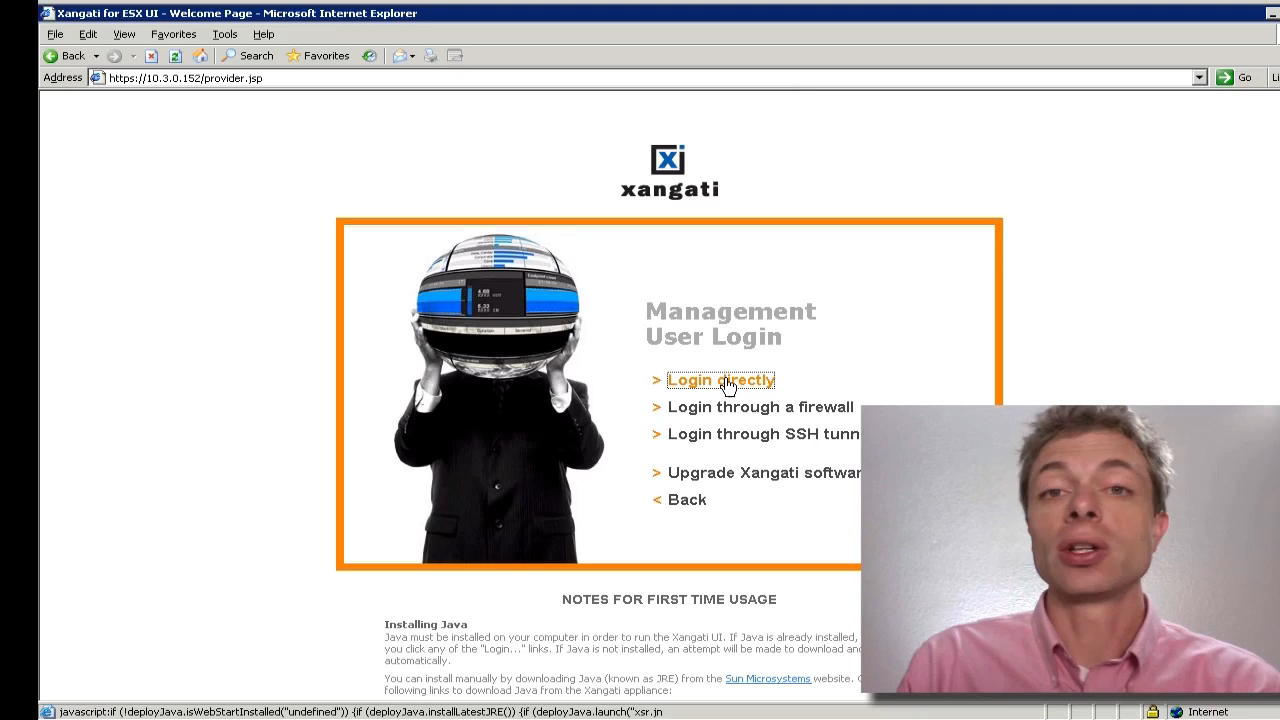 Xangati for ESX UI - Welcome Page - Microsoft Internet Explorer
File Edit View Favorites Tools Help
Back Search Favorites
Address https://10.3.0.152/provider.jsp Go Li
xi
xangati
Management
User Login
> Login directly
> Login through a firewall
> Login through SSH tunn
> Upgrade Xangati softwar
< Back
NOTES FOR FIRST TIME USAGE
Installing Java
Java must be installed on your computer in order to run the Xangati UI. If Java is already installed,
you click any of the "Login..." links. If Java is not installed, an attempt will be made to download an
automatically.
You can install manually by downloading Java (known as JRE) from the Sun Microsystems website.
following links to download Java from the Xangati appliance:
javascript:if (!deployJava.isWebStartInstalled("undefined")) {if (deployJava.installLatestJRE()) {if (deployJava.launch("xsr.jn
Internet